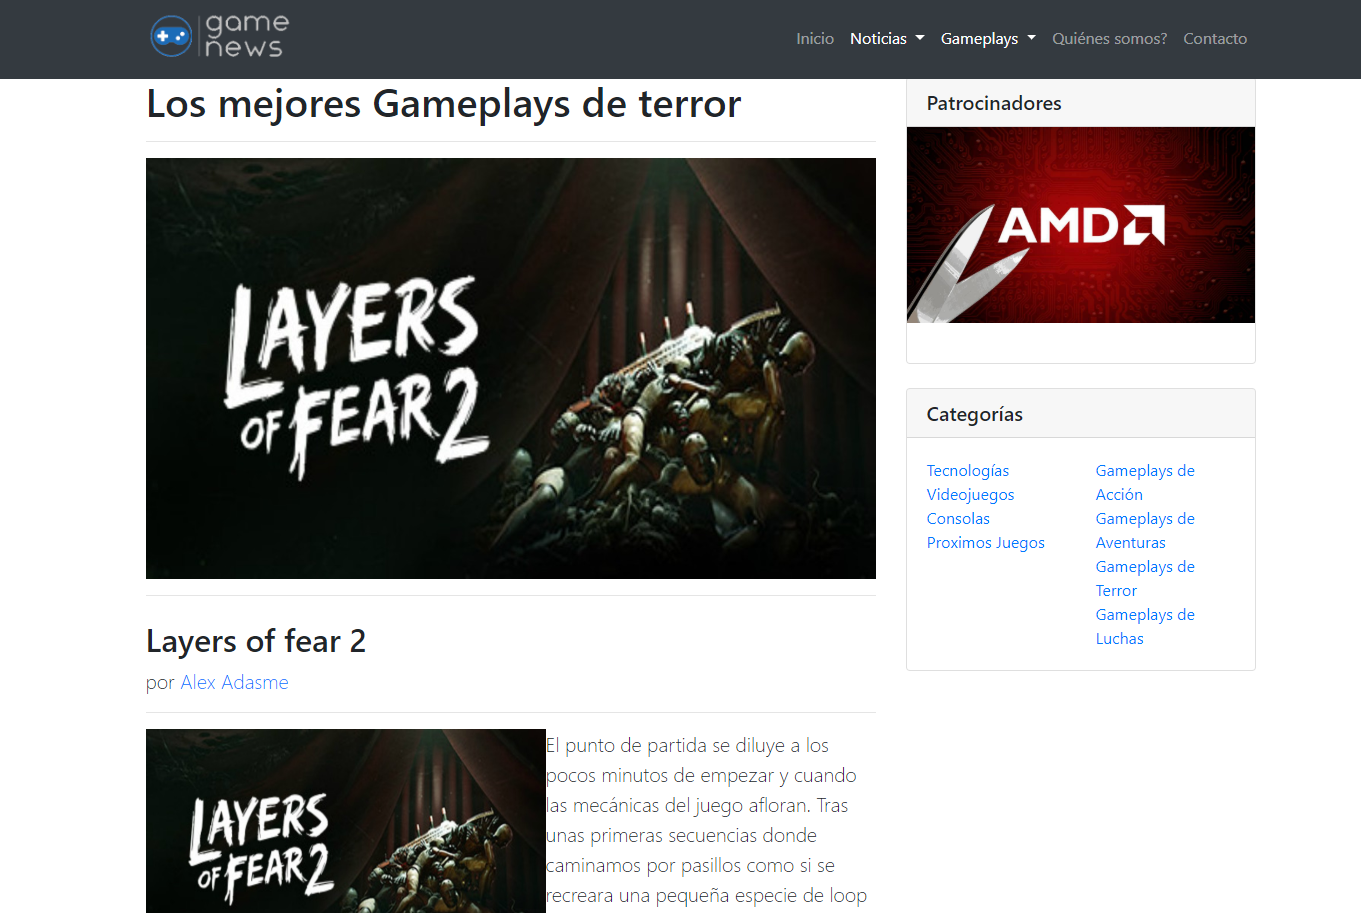 game
news
Inicio Noticias Gameplays Quiénes somos? Contacto
Los mejores Gameplays de terror
LAYERS
OF FEAR 2
Layers of fear 2
por Alex Adasme
LAYERS
OF FEAR 2
El punto de partida se diluye a los
pocos minutos de empezar y cuando
las mecánicas del juego afloran. Tras
unas primeras secuencias donde
caminamos por pasillos como si se
recreara una pequeña especie de loop
Patrocinadores
AMD
Categorías
Tecnologías
Videojuegos
Consolas
Proximos Juegos
Gameplays de
Acción
Gameplays de
Aventuras
Gameplays de
Terror
Gameplays de
Luchas